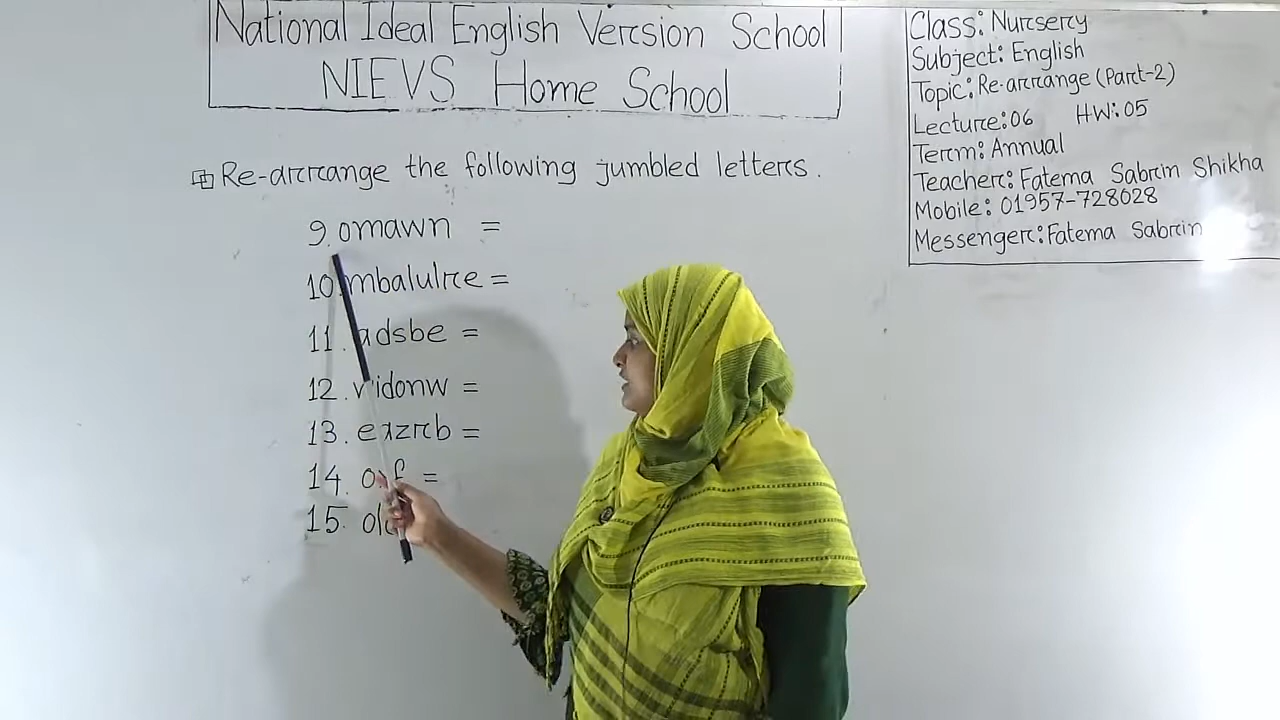 National Ideal English Version School
NIEVS Home School
Class: Nursery
Subject: English
Topic: Re-arrange (Part-2)
Lecture: 06 HW: 05
Term: Annual
Teacher: Fatema Sabrin Shikha
Mobile: 01957-728028
Messenger: Fatema Sabrin
Re-arrange the following jumbled letters.
9. omawn =
10. mbalulre =
11. adsbe =
12. vidonw =
13. eazrb =
14. =
15.